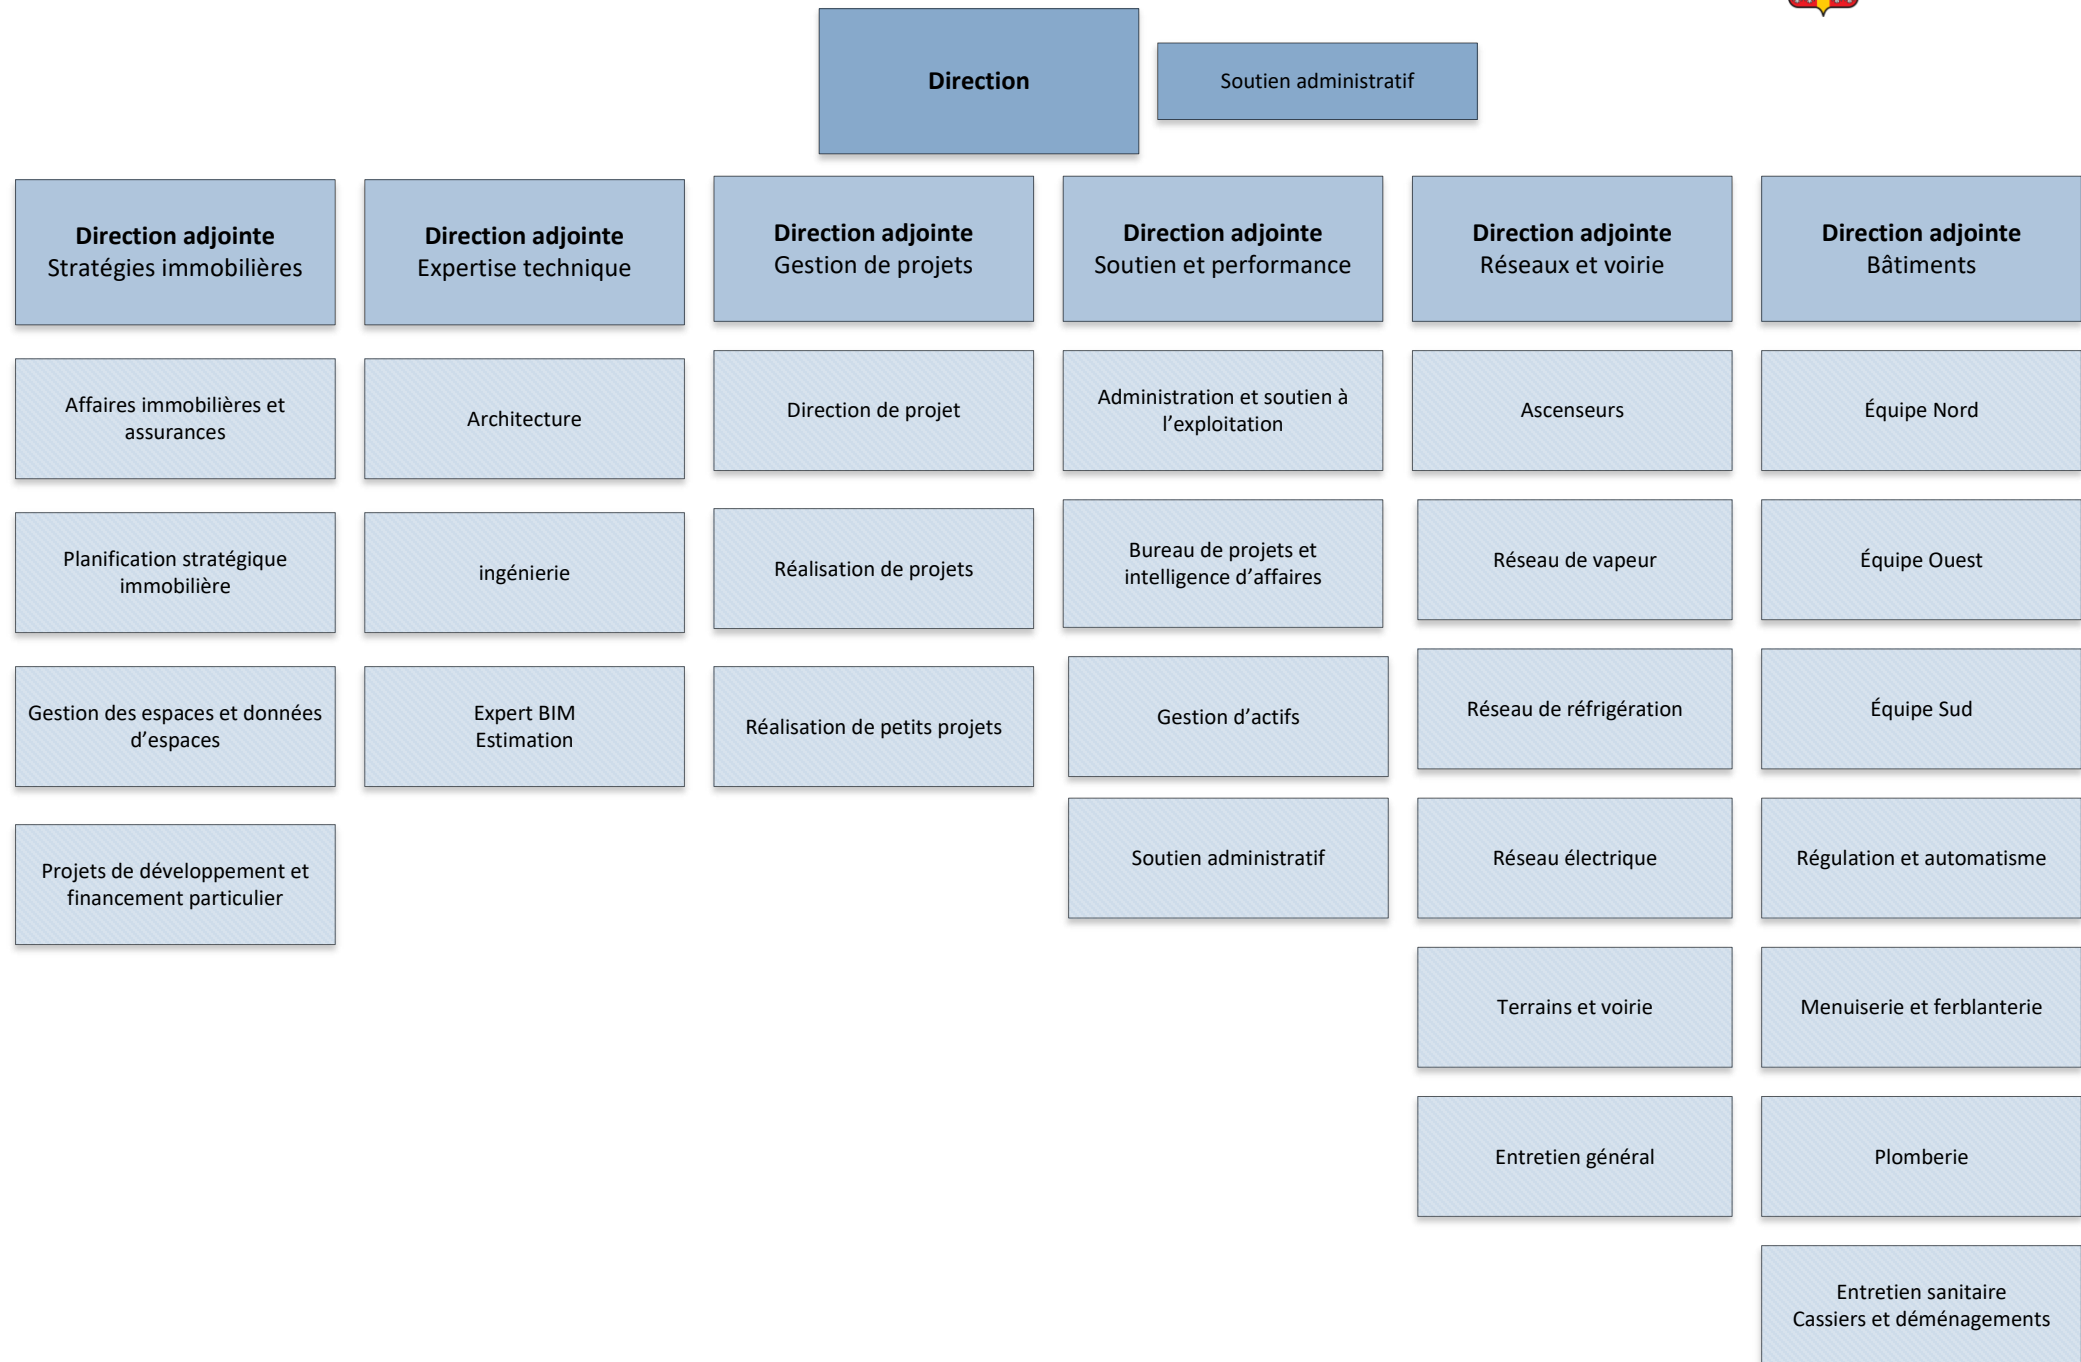 Direction
Soutien administratif
Direction adjointe
Stratégies immobilières
Direction adjointe
Expertise technique
Direction adjointe
Gestion de projets
Direction adjointe
Soutien et performance
Direction adjointe
Réseaux et voirie
Direction adjointe
Bâtiments
Affaires immobilières et
assurances
Planification stratégique
immobilière
Gestion des espaces et données
d’espaces
Projets de développement et
financement particulier
Architecture
ingénierie
Expert BIM
Estimation
Direction de projet
Réalisation de projets
Réalisation de petits projets
Administration et soutien à
l’exploitation
Bureau de projets et
intelligence d’affaires
Gestion d’actifs
Soutien administratif
Ascenseurs
Réseau de vapeur
Réseau de réfrigération
Réseau électrique
Terrains et voirie
Entretien général
Équipe Nord
Équipe Ouest
Équipe Sud
Régulation et automatisme
Menuiserie et ferblanterie
Plomberie
Entretien sanitaire
Cassiers et déménagements